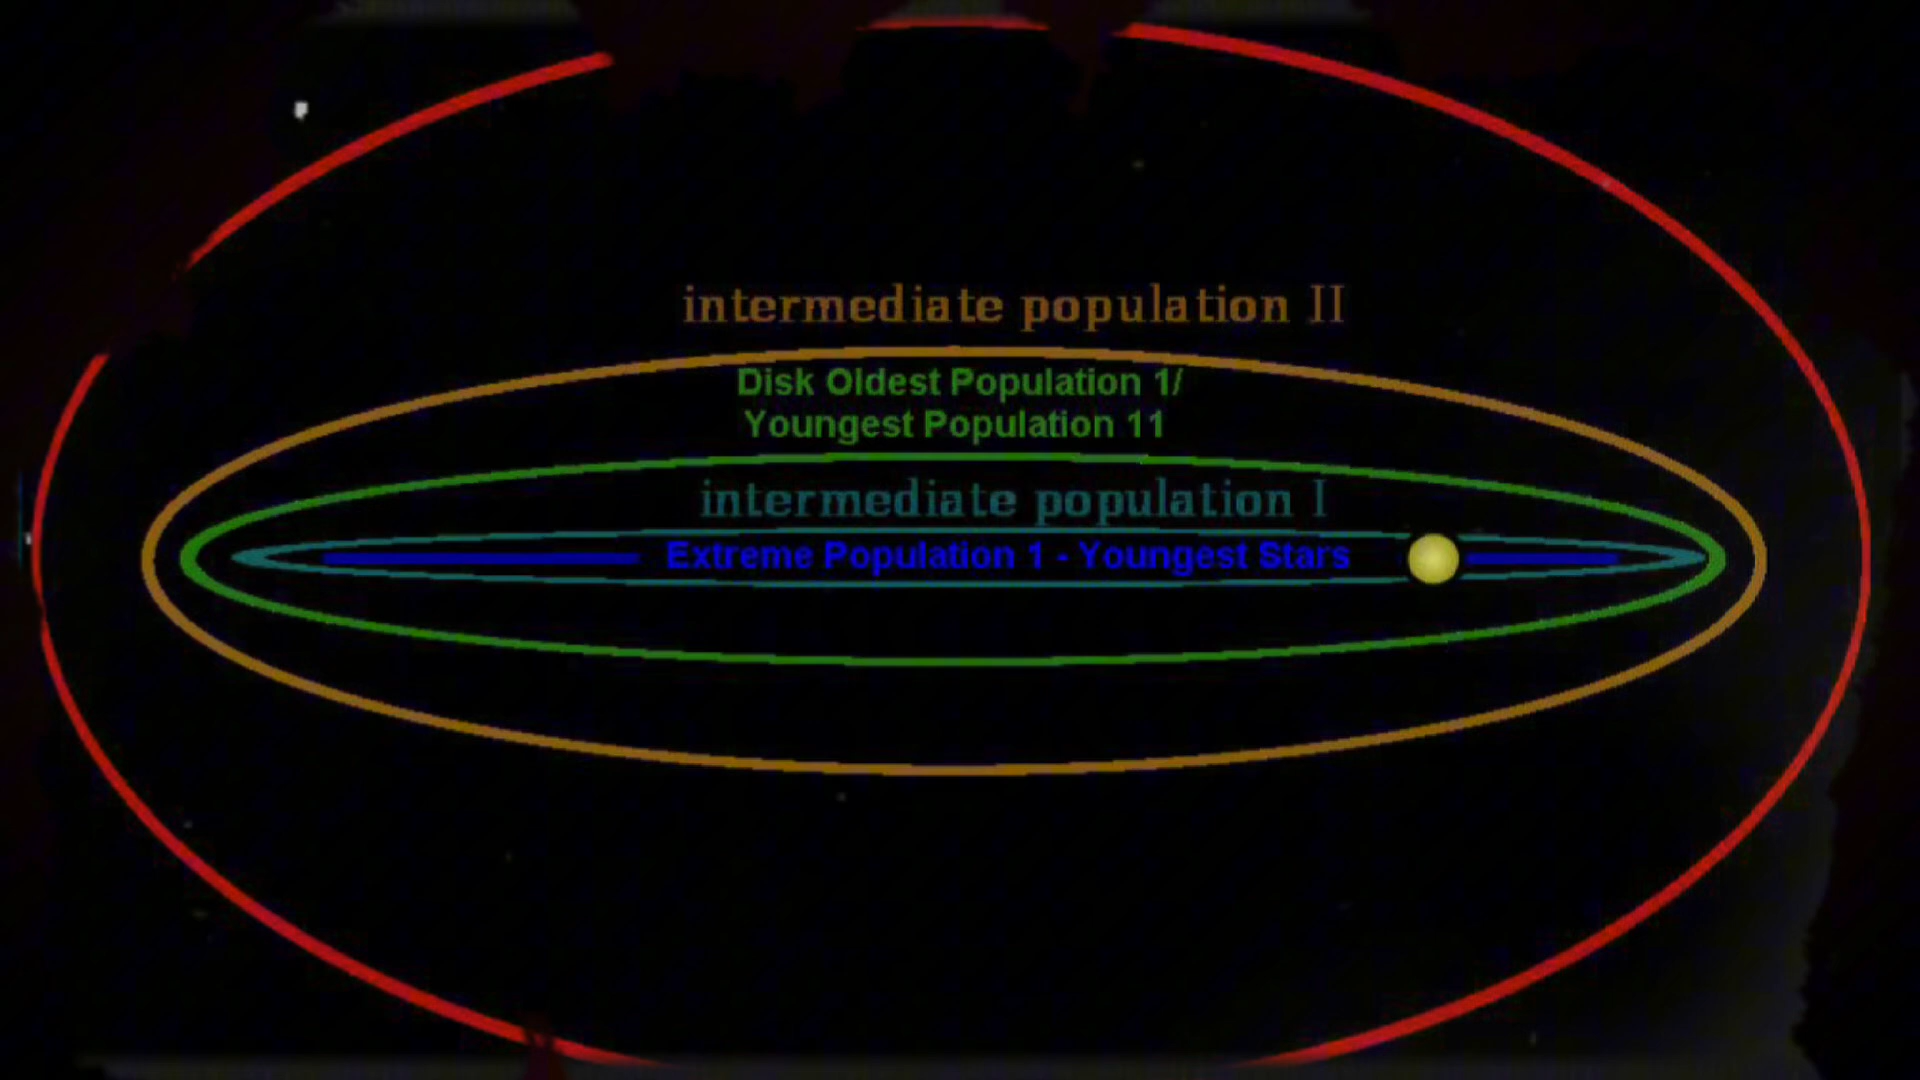 intermediate population II
Disk Oldest Population 1/
Youngest Population 11
intermediate population I
Extreme Population 1 - Youngest Stars